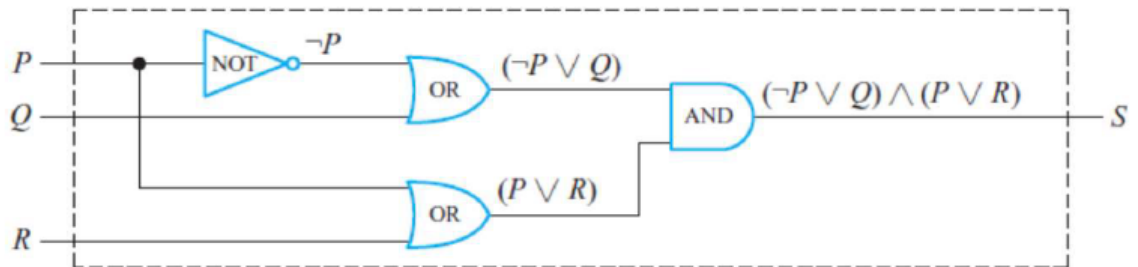 P NOT ¬P OR (¬P ∨ Q)
Q AND (¬P ∨ Q) ∧ (P ∨ R) S
R OR (P ∨ R)